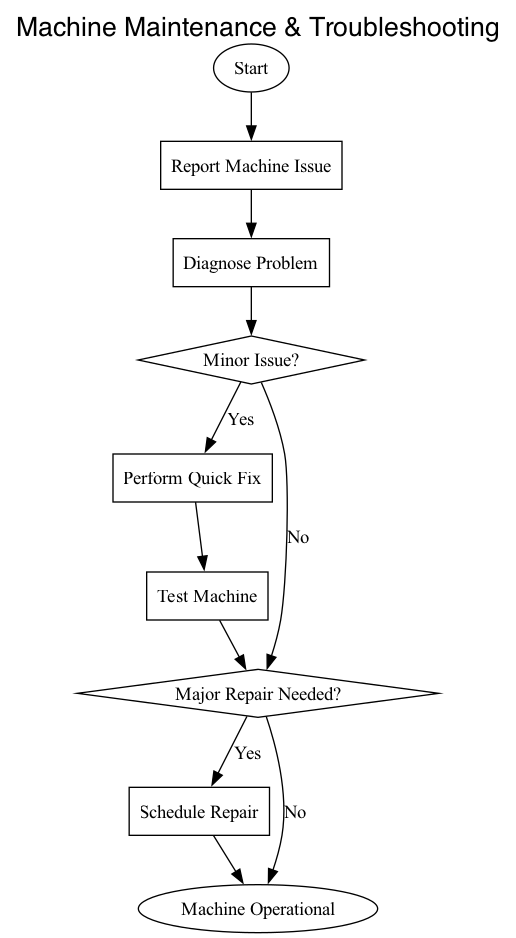 Machine Maintenance & Troubleshooting
Start
Report Machine Issue
Diagnose Problem
Minor Issue?
Yes
Perform Quick Fix
No
Test Machine
Major Repair Needed?
Yes
Schedule Repair
No
Machine Operational